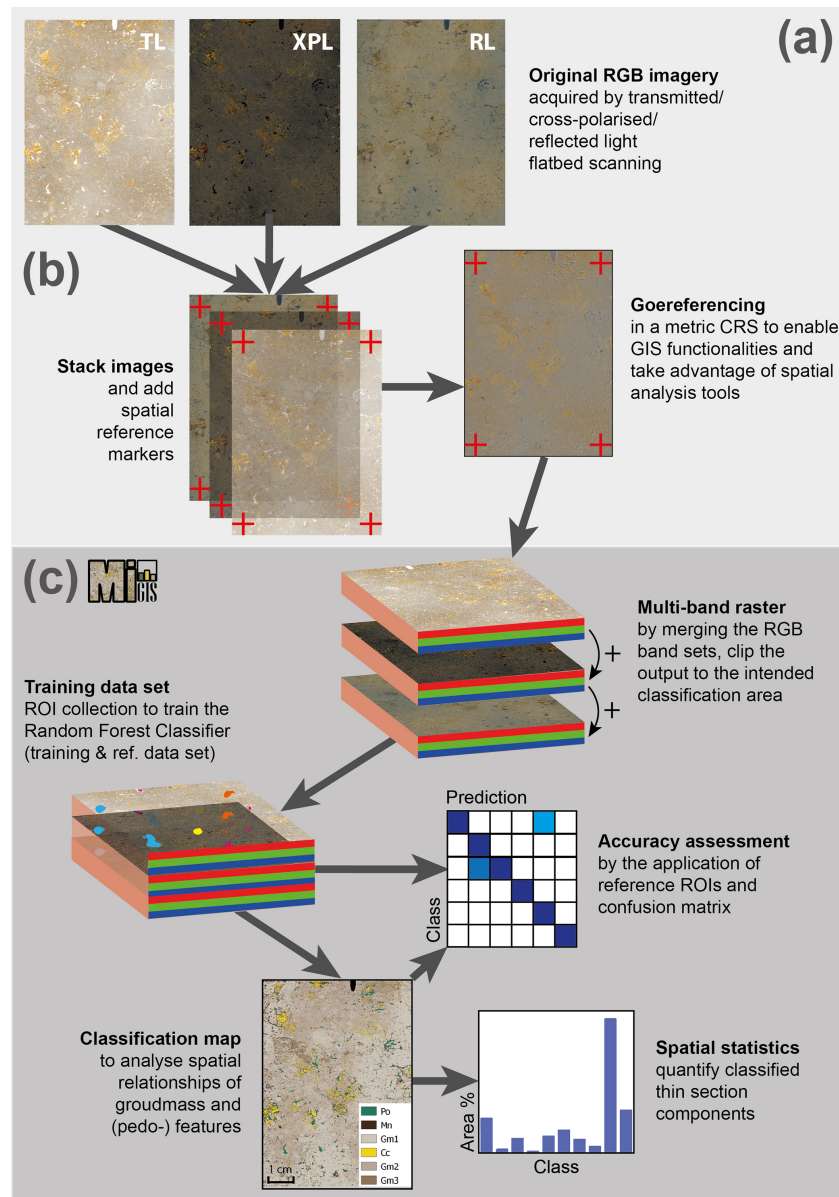 TL
XPL
RL
(a)
Original RGB imagery
acquired by transmitted/
cross-polarised/
reflected light
flatbed scanning
(b)
Stack images
and add
spatial
reference
markers
Goereferencing
in a metric CRS to enable
GIS functionalities and
take advantage of spatial
analysis tools
(c)
Mi
GIS
Multi-band raster
by merging the RGB
band sets, clip the
output to the intended
classification area
+
+
Training data set
ROI collection to train the
Random Forest Classifier
(training & ref. data set)
Prediction
Class
Accuracy assessment
by the application of
reference ROIs and
confusion matrix
Classification map
to analyse spatial
relationships of
groudmass and
(pedo-) features
Po
Mn
Gm1
Cc
Gm2
Gm3
1 cm
Area %
Class
Spatial statistics
quantify classified
thin section
components